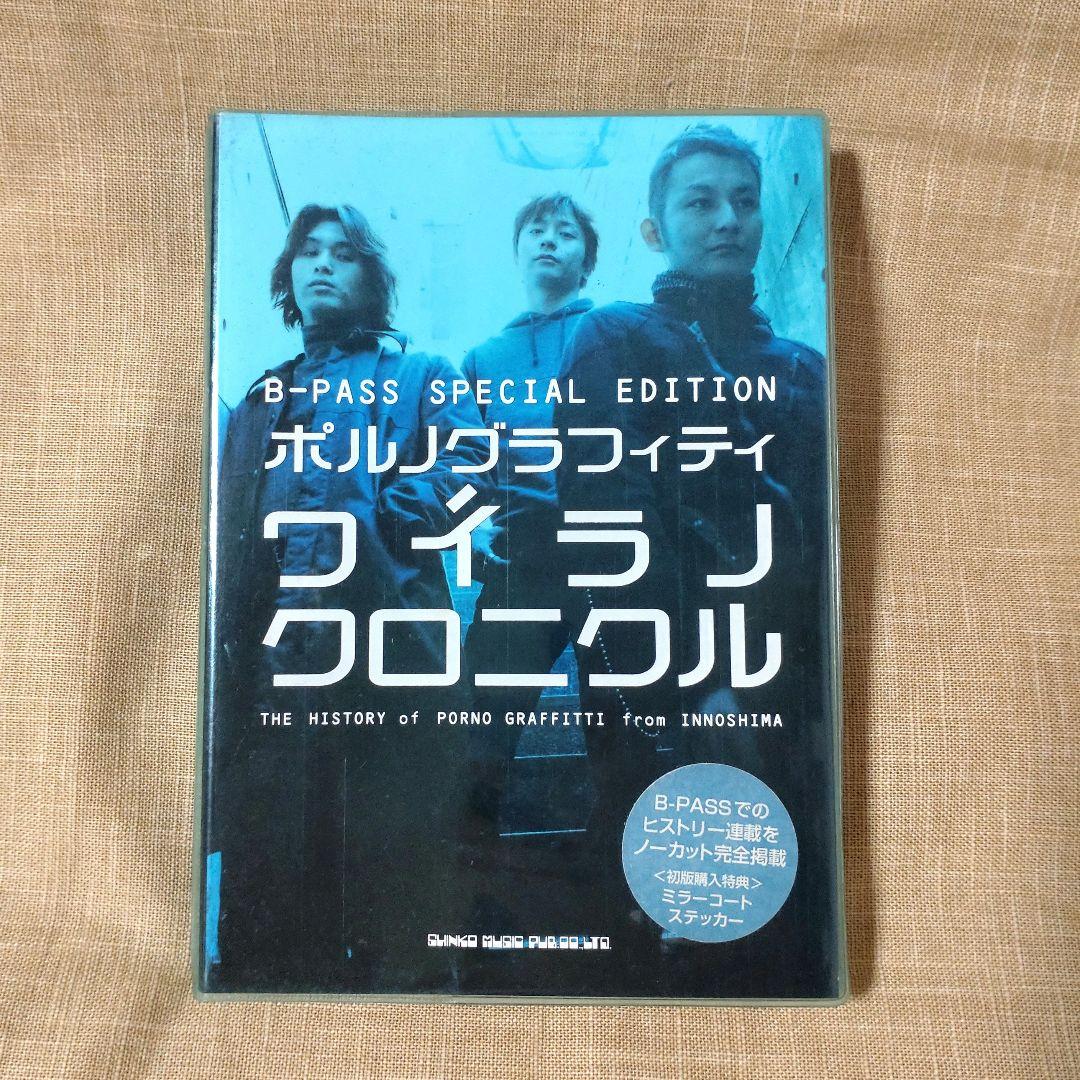 B-PASS SPECIAL EDITION
ポルノグラフィティ
ワイラノ
クロニクル
THE HISTORY of PORNO GRAFFITTI from INNOSHIMA
B-PASSでの
ヒストリー連載を
ノーカット完全掲載
＜初版購入特典＞
ミラーコート
ステッカー
SHINKO MUSIC PUB.CO.,LTD.